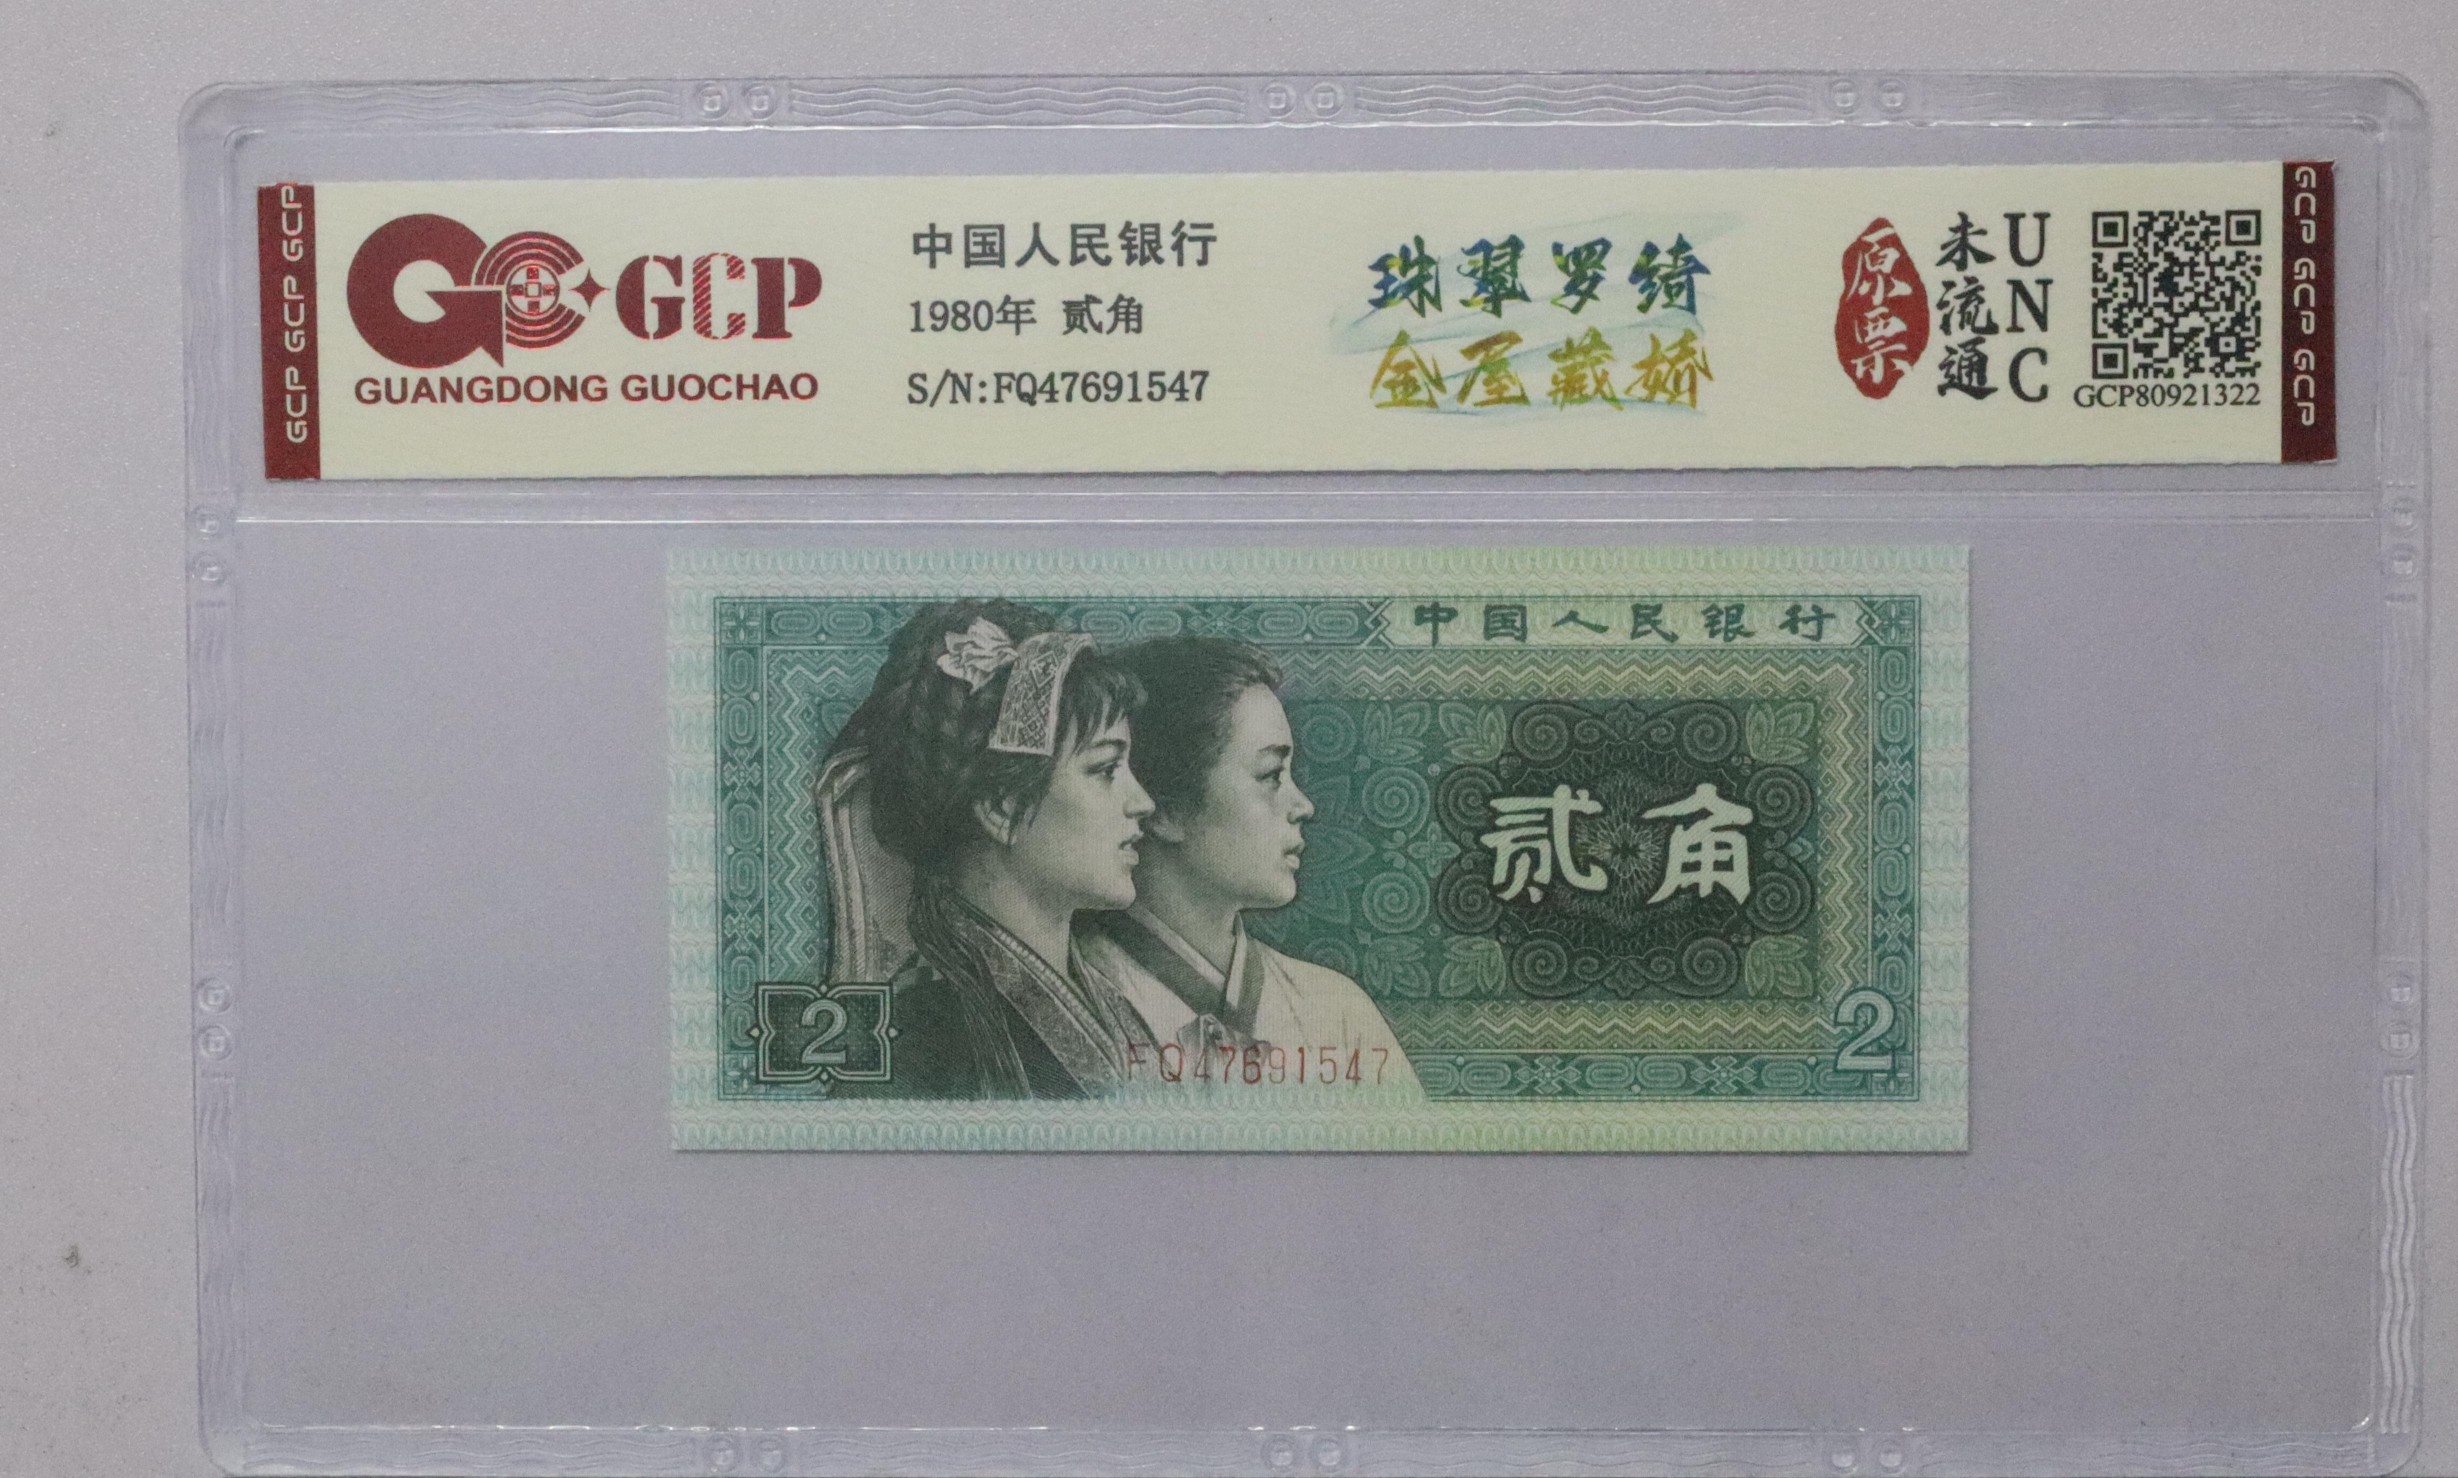 GCP GCP GCP
GCP
GUANGDONG GUOCHAO
中国人民银行
1980年 贰角
S/N:FQ47691547
珠翠罗绮
金屋藏娇
原票
未流通
UNC
GCP80921322
GCP GCP GCP
中国人民银行
贰角
2
FQ47691547
2